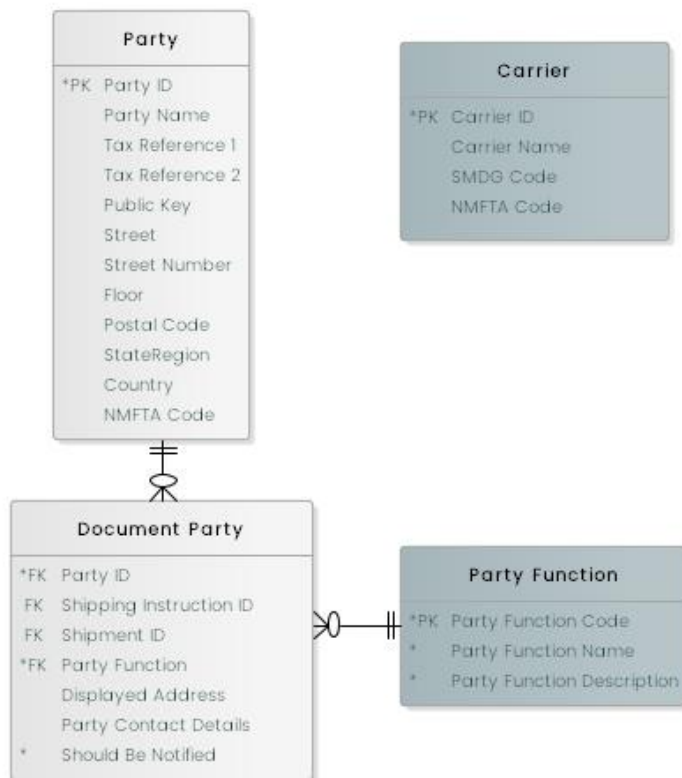 Party
*PK Party ID
Party Name
Tax Reference 1
Tax Reference 2
Public Key
Street
Street Number
Floor
Postal Code
StateRegion
Country
NMFTA Code
Carrier
*PK Carrier ID
Carrier Name
SMDG Code
NMFTA Code
Document Party
*FK Party ID
FK Shipping Instruction ID
FK Shipment ID
*FK Party Function
Displayed Address
Party Contact Details
* Should Be Notified
Party Function
*PK Party Function Code
* Party Function Name
* Party Function Description